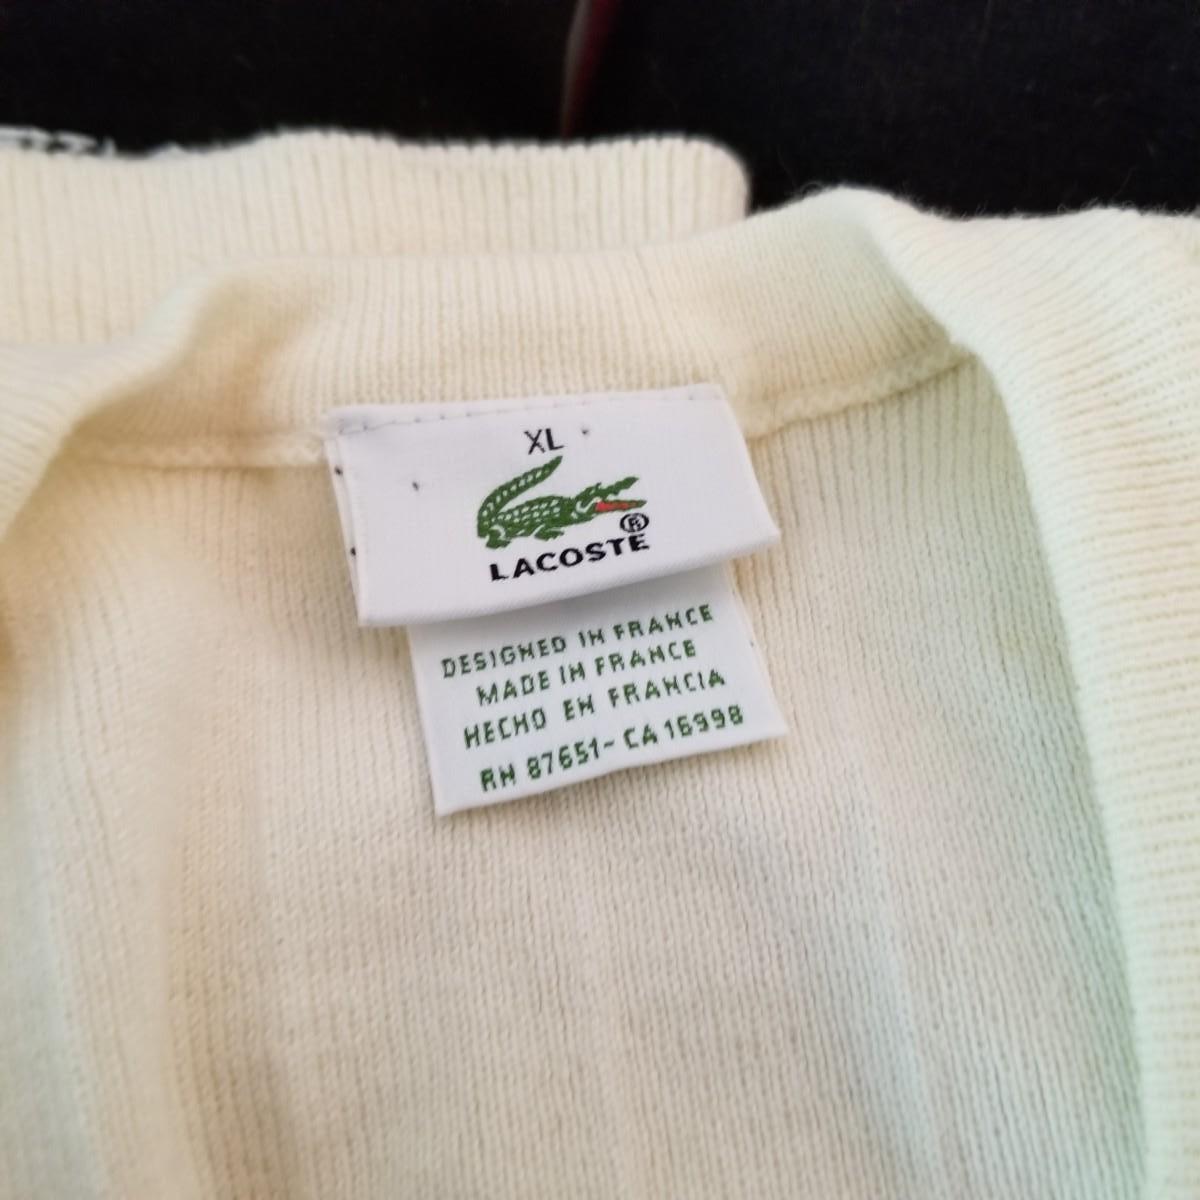 XL
LACOSTE
DESIGNED IN FRANCE
MADE IN FRANCE
HECHO EN FRANCIA
RN 87651- CA 16998